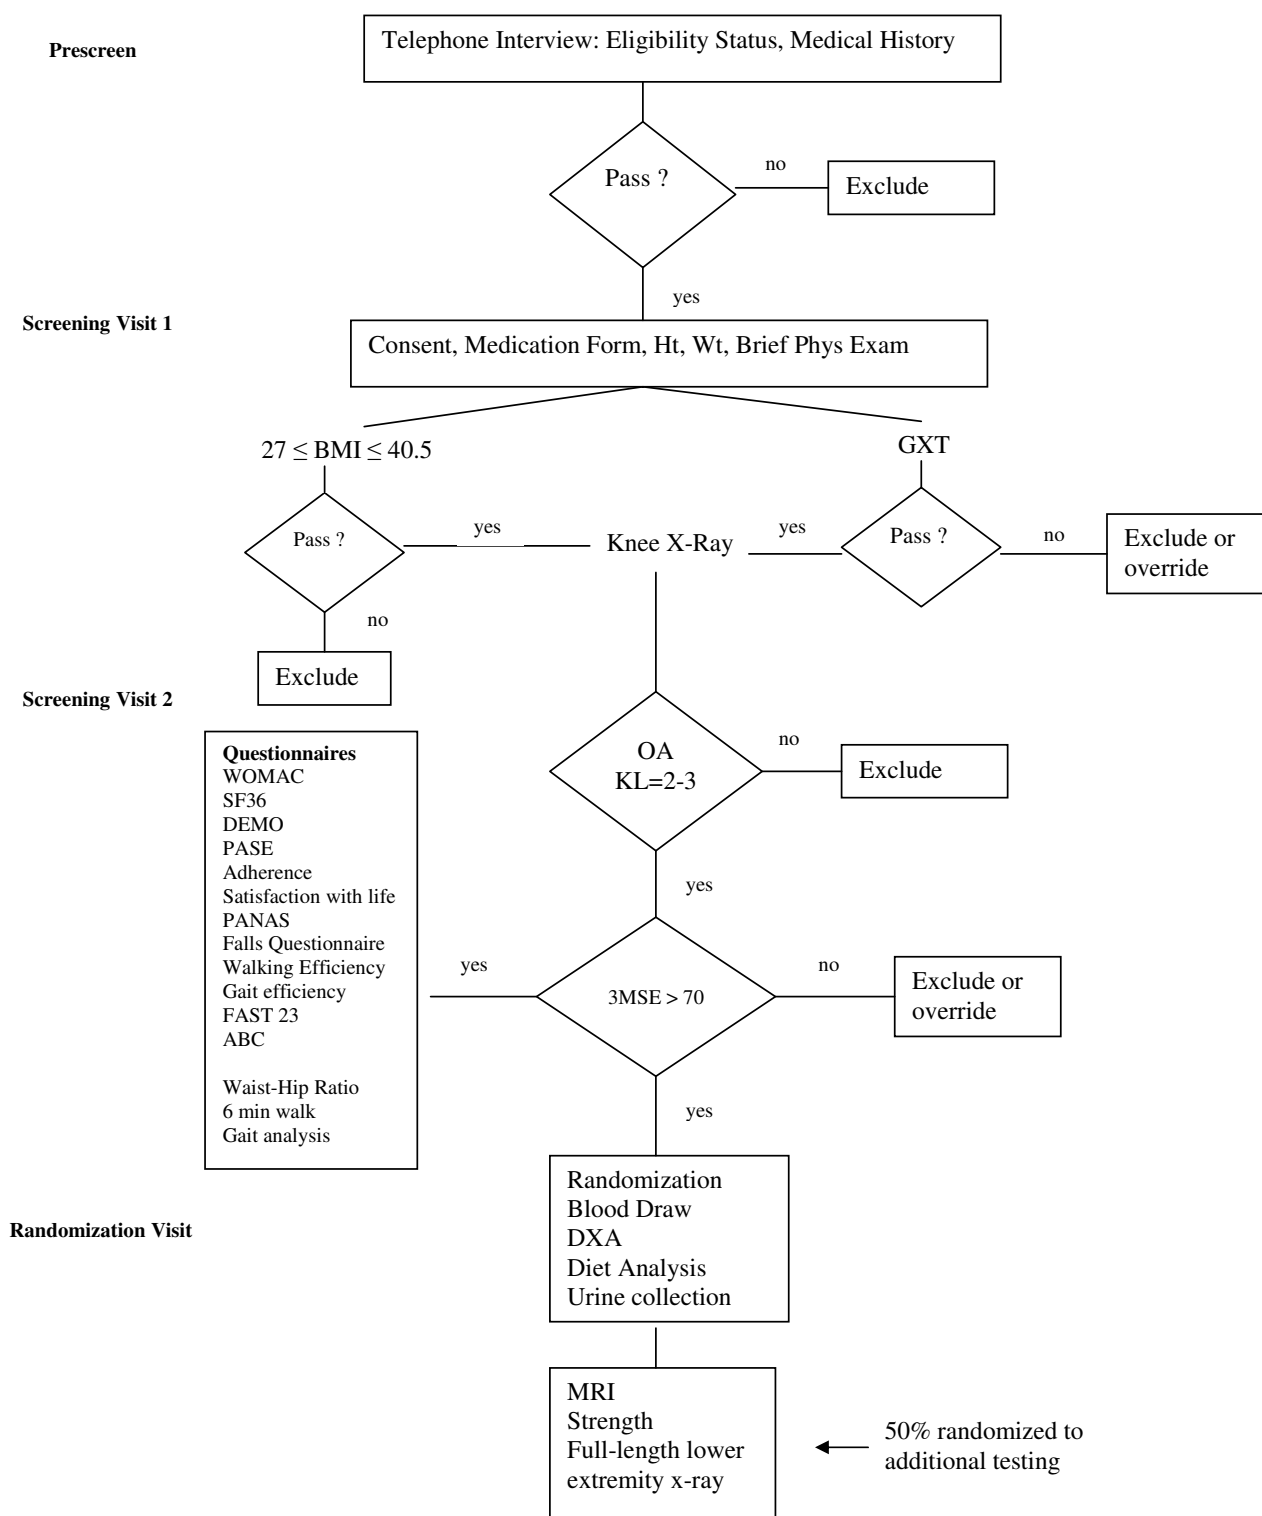 Prescreen
Telephone Interview: Eligibility Status, Medical History
Pass ?
no
Exclude
yes
Screening Visit 1
Consent, Medication Form, Ht, Wt, Brief Phys Exam
27 ≤ BMI ≤ 40.5
GXT
Pass ?
yes
Knee X-Ray
yes
Pass ?
no
Exclude or
override
no
Exclude
Screening Visit 2
OA
KL=2-3
no
Exclude
yes
Questionnaires
WOMAC
SF36
DEMO
PASE
Adherence
Satisfaction with life
PANAS
Falls Questionnaire
Walking Efficiency
Gait efficiency
FAST 23
ABC
Waist-Hip Ratio
6 min walk
Gait analysis
yes
3MSE > 70
no
Exclude or
override
yes
Randomization Visit
Randomization
Blood Draw
DXA
Diet Analysis
Urine collection
MRI
Strength
Full-length lower
extremity x-ray
50% randomized to
additional testing